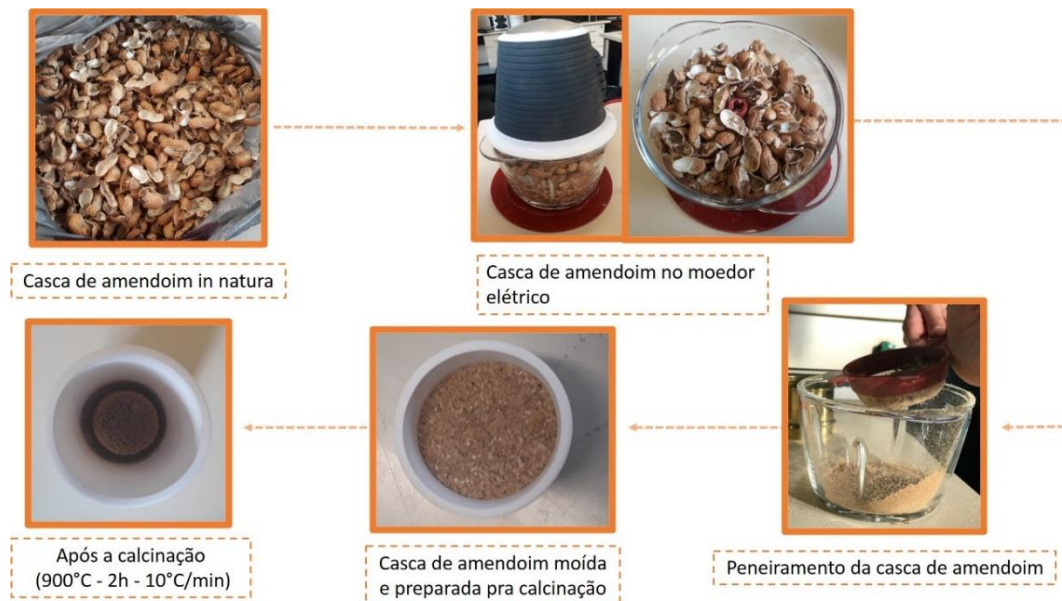 Casca de amendoim in natura
Casca de amendoim no moedor
elétrico
Após a calcinação
(900°C - 2h - 10°C/min)
Casca de amendoim moída
e preparada pra calcinação
Peneiramento da casca de amendoim